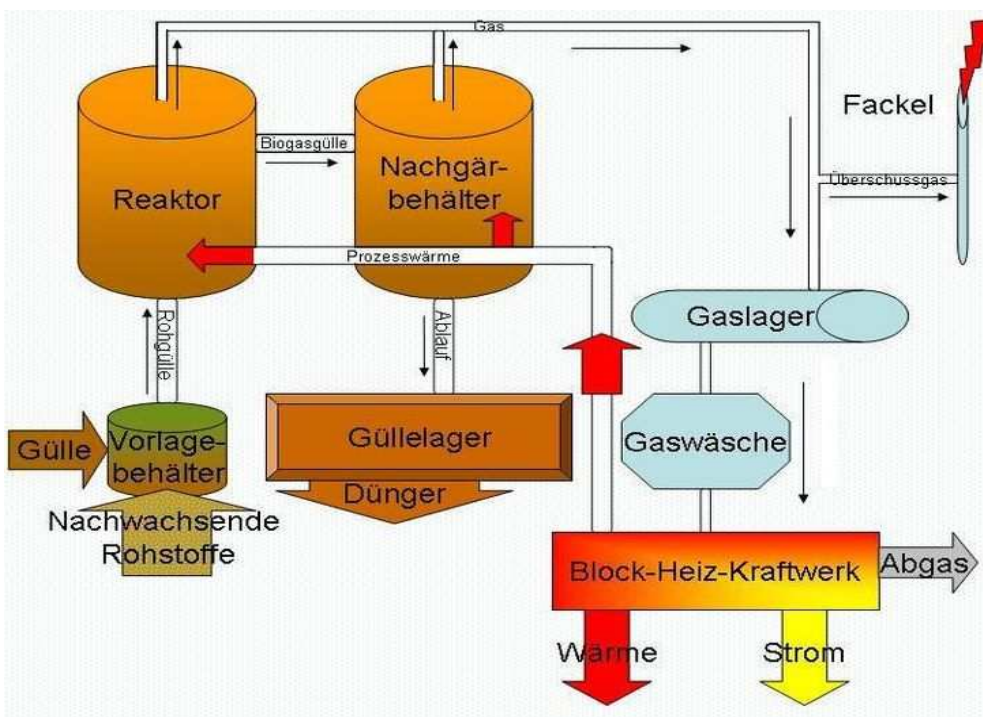 Gas
Fackel
Biogasgülle
Nachgär-
behälter
Reaktor
Überschussgas
Prozesswärme
Gaslager
Rohgülle
Ablauf
Gülle
Vorlage-
behälter
Güllelager
Gaswäsche
Dünger
Nachwachsende
Rohstoffe
Block-Heiz-Kraftwerk
Abgas
Wärme
Strom